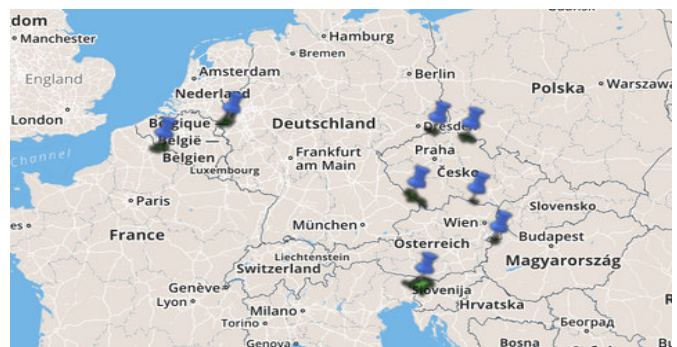 dom
Gdańsk
Manchester
Hamburg
Bremen
England
Amsterdam
Berlin
Nederland
Polska
Warszawa
London
Belgique —
België —
Belgien
Deutschland
Dresden
Channel
Praha
Frankfurt
am Main
Luxembourg
Česko
Paris
Slovensko
München
Wien
Budapest
France
Österreich
Liechtenstein
Switzerland
Magyarország
Genève
Slovenija
Lyon
Hrvatska
Milano
Torino
Београд
Genova
Bosna